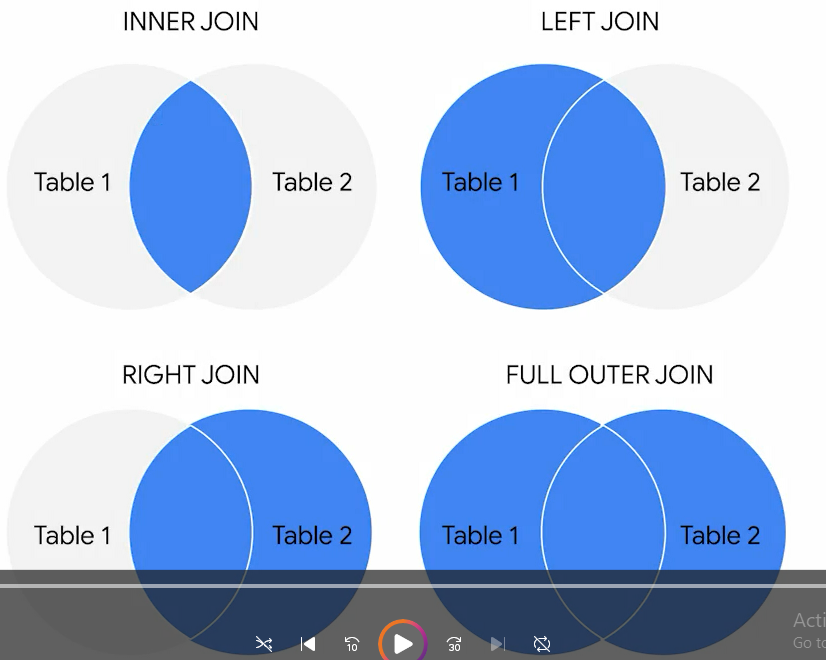 INNER JOIN
LEFT JOIN
Table 1
Table 2
Table 1
Table 2
RIGHT JOIN
FULL OUTER JOIN
Table 1
Table 2
Table 1
Table 2
Acti
10
30
Go to